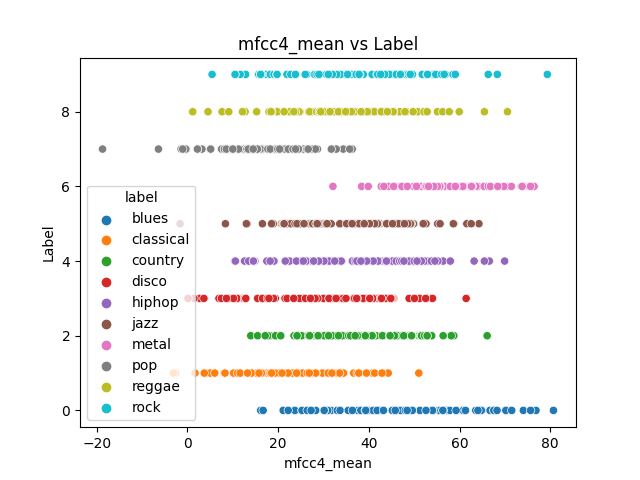 mfcc4_mean vs Label
Label
8
6
4
2
0
label
blues
classical
country
disco
hiphop
jazz
metal
pop
reggae
rock
−20 0 20 40 60 80
mfcc4_mean